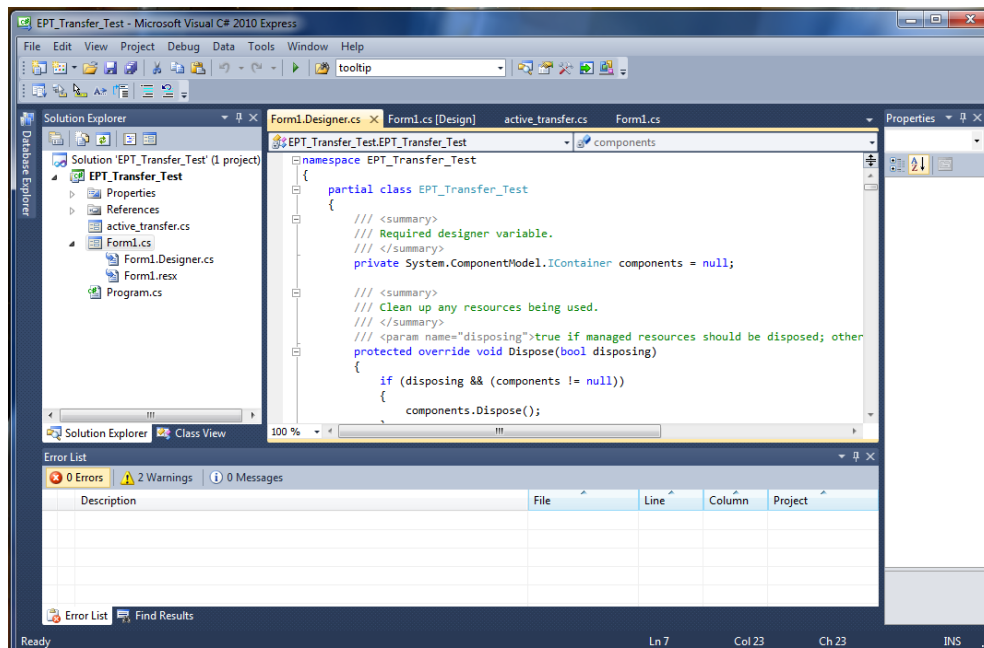 EPT_Transfer_Test - Microsoft Visual C# 2010 Express
File Edit View Project Debug Data Tools Window Help
tooltip
Database Explorer
Solution Explorer
Solution 'EPT_Transfer_Test' (1 project)
EPT_Transfer_Test
Properties
References
active_transfer.cs
Form1.cs
Form1.Designer.cs
Form1.resx
Program.cs
Solution Explorer Class View
Form1.Designer.cs Form1.cs [Design] active_transfer.cs Form1.cs
EPT_Transfer_Test.EPT_Transfer_Test components
namespace EPT_Transfer_Test
{
partial class EPT_Transfer_Test
{
/// <summary>
/// Required designer variable.
/// </summary>
private System.ComponentModel.IContainer components = null;
/// <summary>
/// Clean up any resources being used.
/// </summary>
/// <param name="disposing">true if managed resources should be disposed; other
protected override void Dispose(bool disposing)
{
if (disposing && (components != null))
{
components.Dispose();
100 %
Properties
Error List
0 Errors 2 Warnings 0 Messages
Description File Line Column Project
Error List Find Results
Ready Ln 7 Col 23 Ch 23 INS